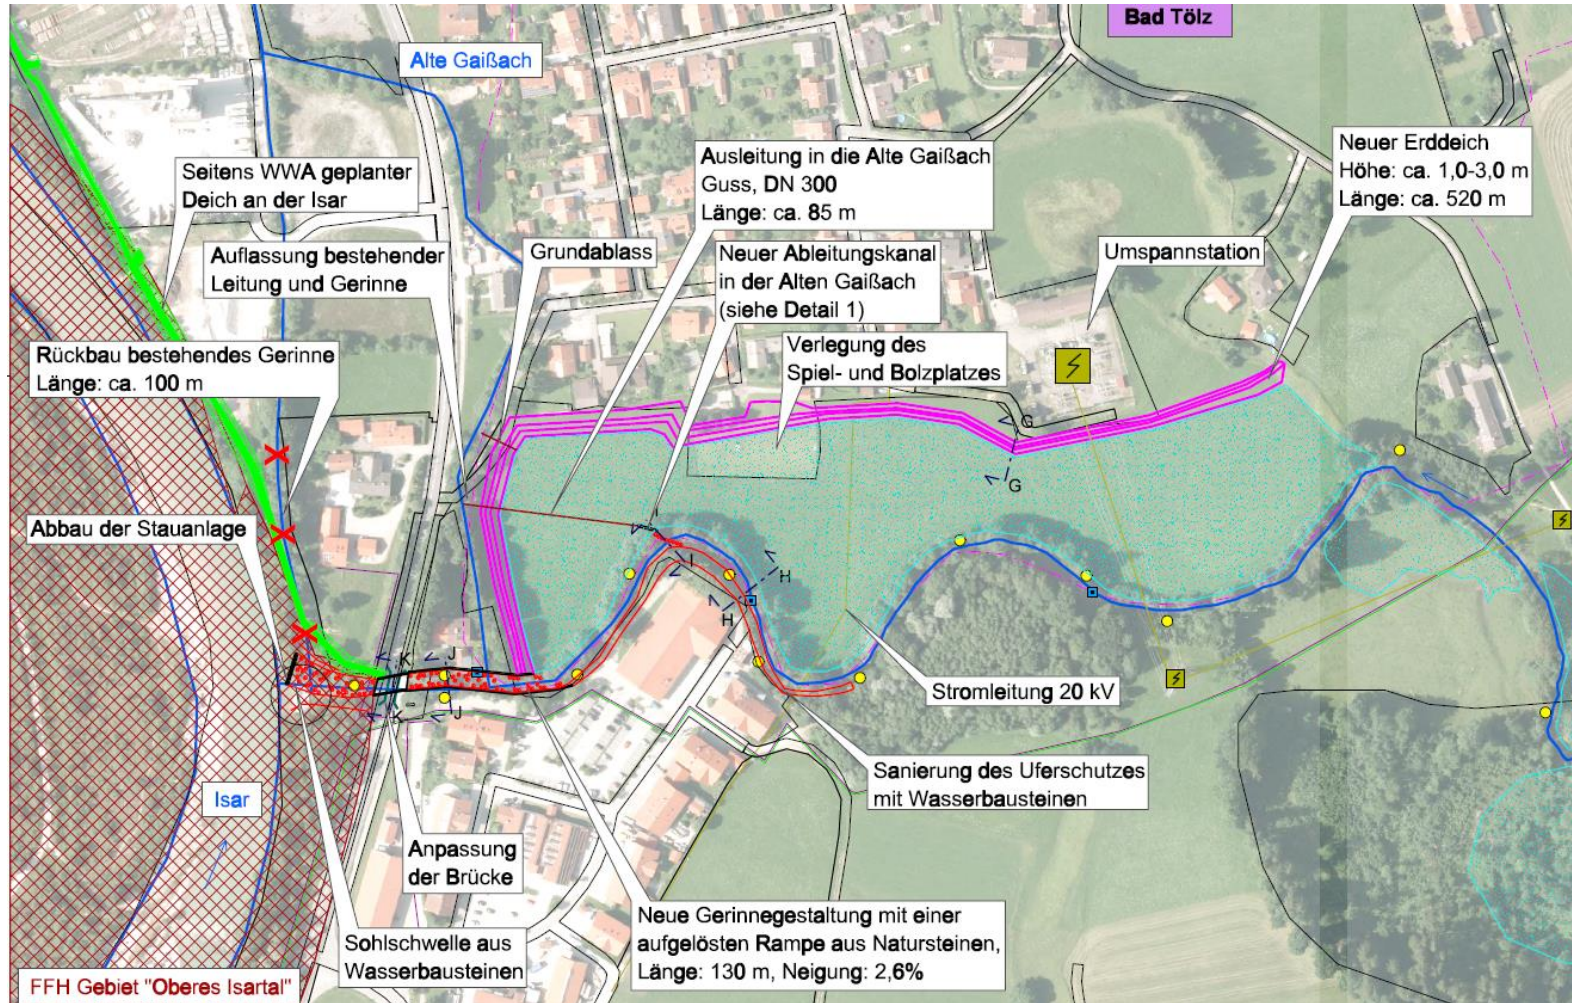 Bad Tölz
Alte Gaißach
Neuer Erddeich
Höhe: ca. 1,0-3,0 m
Länge: ca. 520 m
Ausleitung in die Alte Gaißach
Guss, DN 300
Länge: ca. 85 m
Seitens WWA geplanter
Deich an der Isar
Auflassung bestehender
Leitung und Gerinne
Grundablass
Neuer Ableitungskanal
in der Alten Gaißach
(siehe Detail 1)
Umspannstation
Rückbau bestehendes Gerinne
Länge: ca. 100 m
Verlegung des
Spiel- und Bolzplatzes
G
G
Abbau der Stauanlage
I
I
H
H
K
J
K
J
Stromleitung 20 kV
Sanierung des Uferschutzes
mit Wasserbausteinen
Isar
Anpassung
der Brücke
Neue Gerinnegestaltung mit einer
aufgelösten Rampe aus Natursteinen,
Länge: 130 m, Neigung: 2,6%
Sohlschwelle aus
Wasserbausteinen
FFH Gebiet "Oberes Isartal"